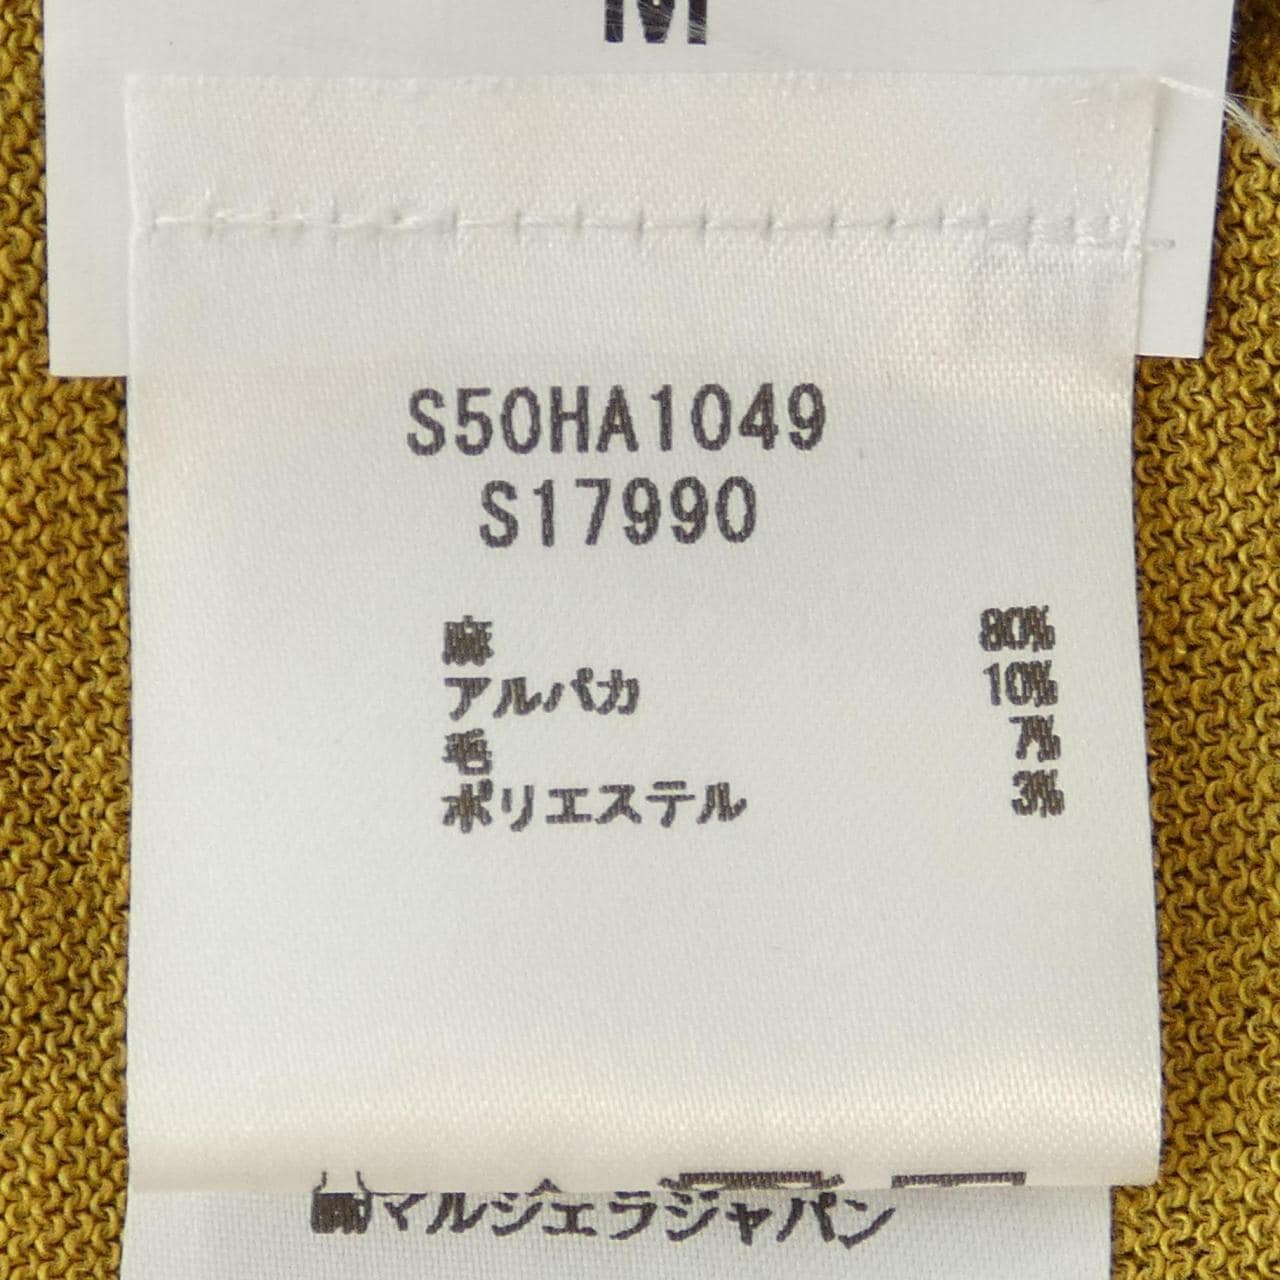 M
S50HA1049
S17990
麻 80%
アルパカ 10%
毛 7%
ポリエステル 3%
㈱マルジェラジャパン